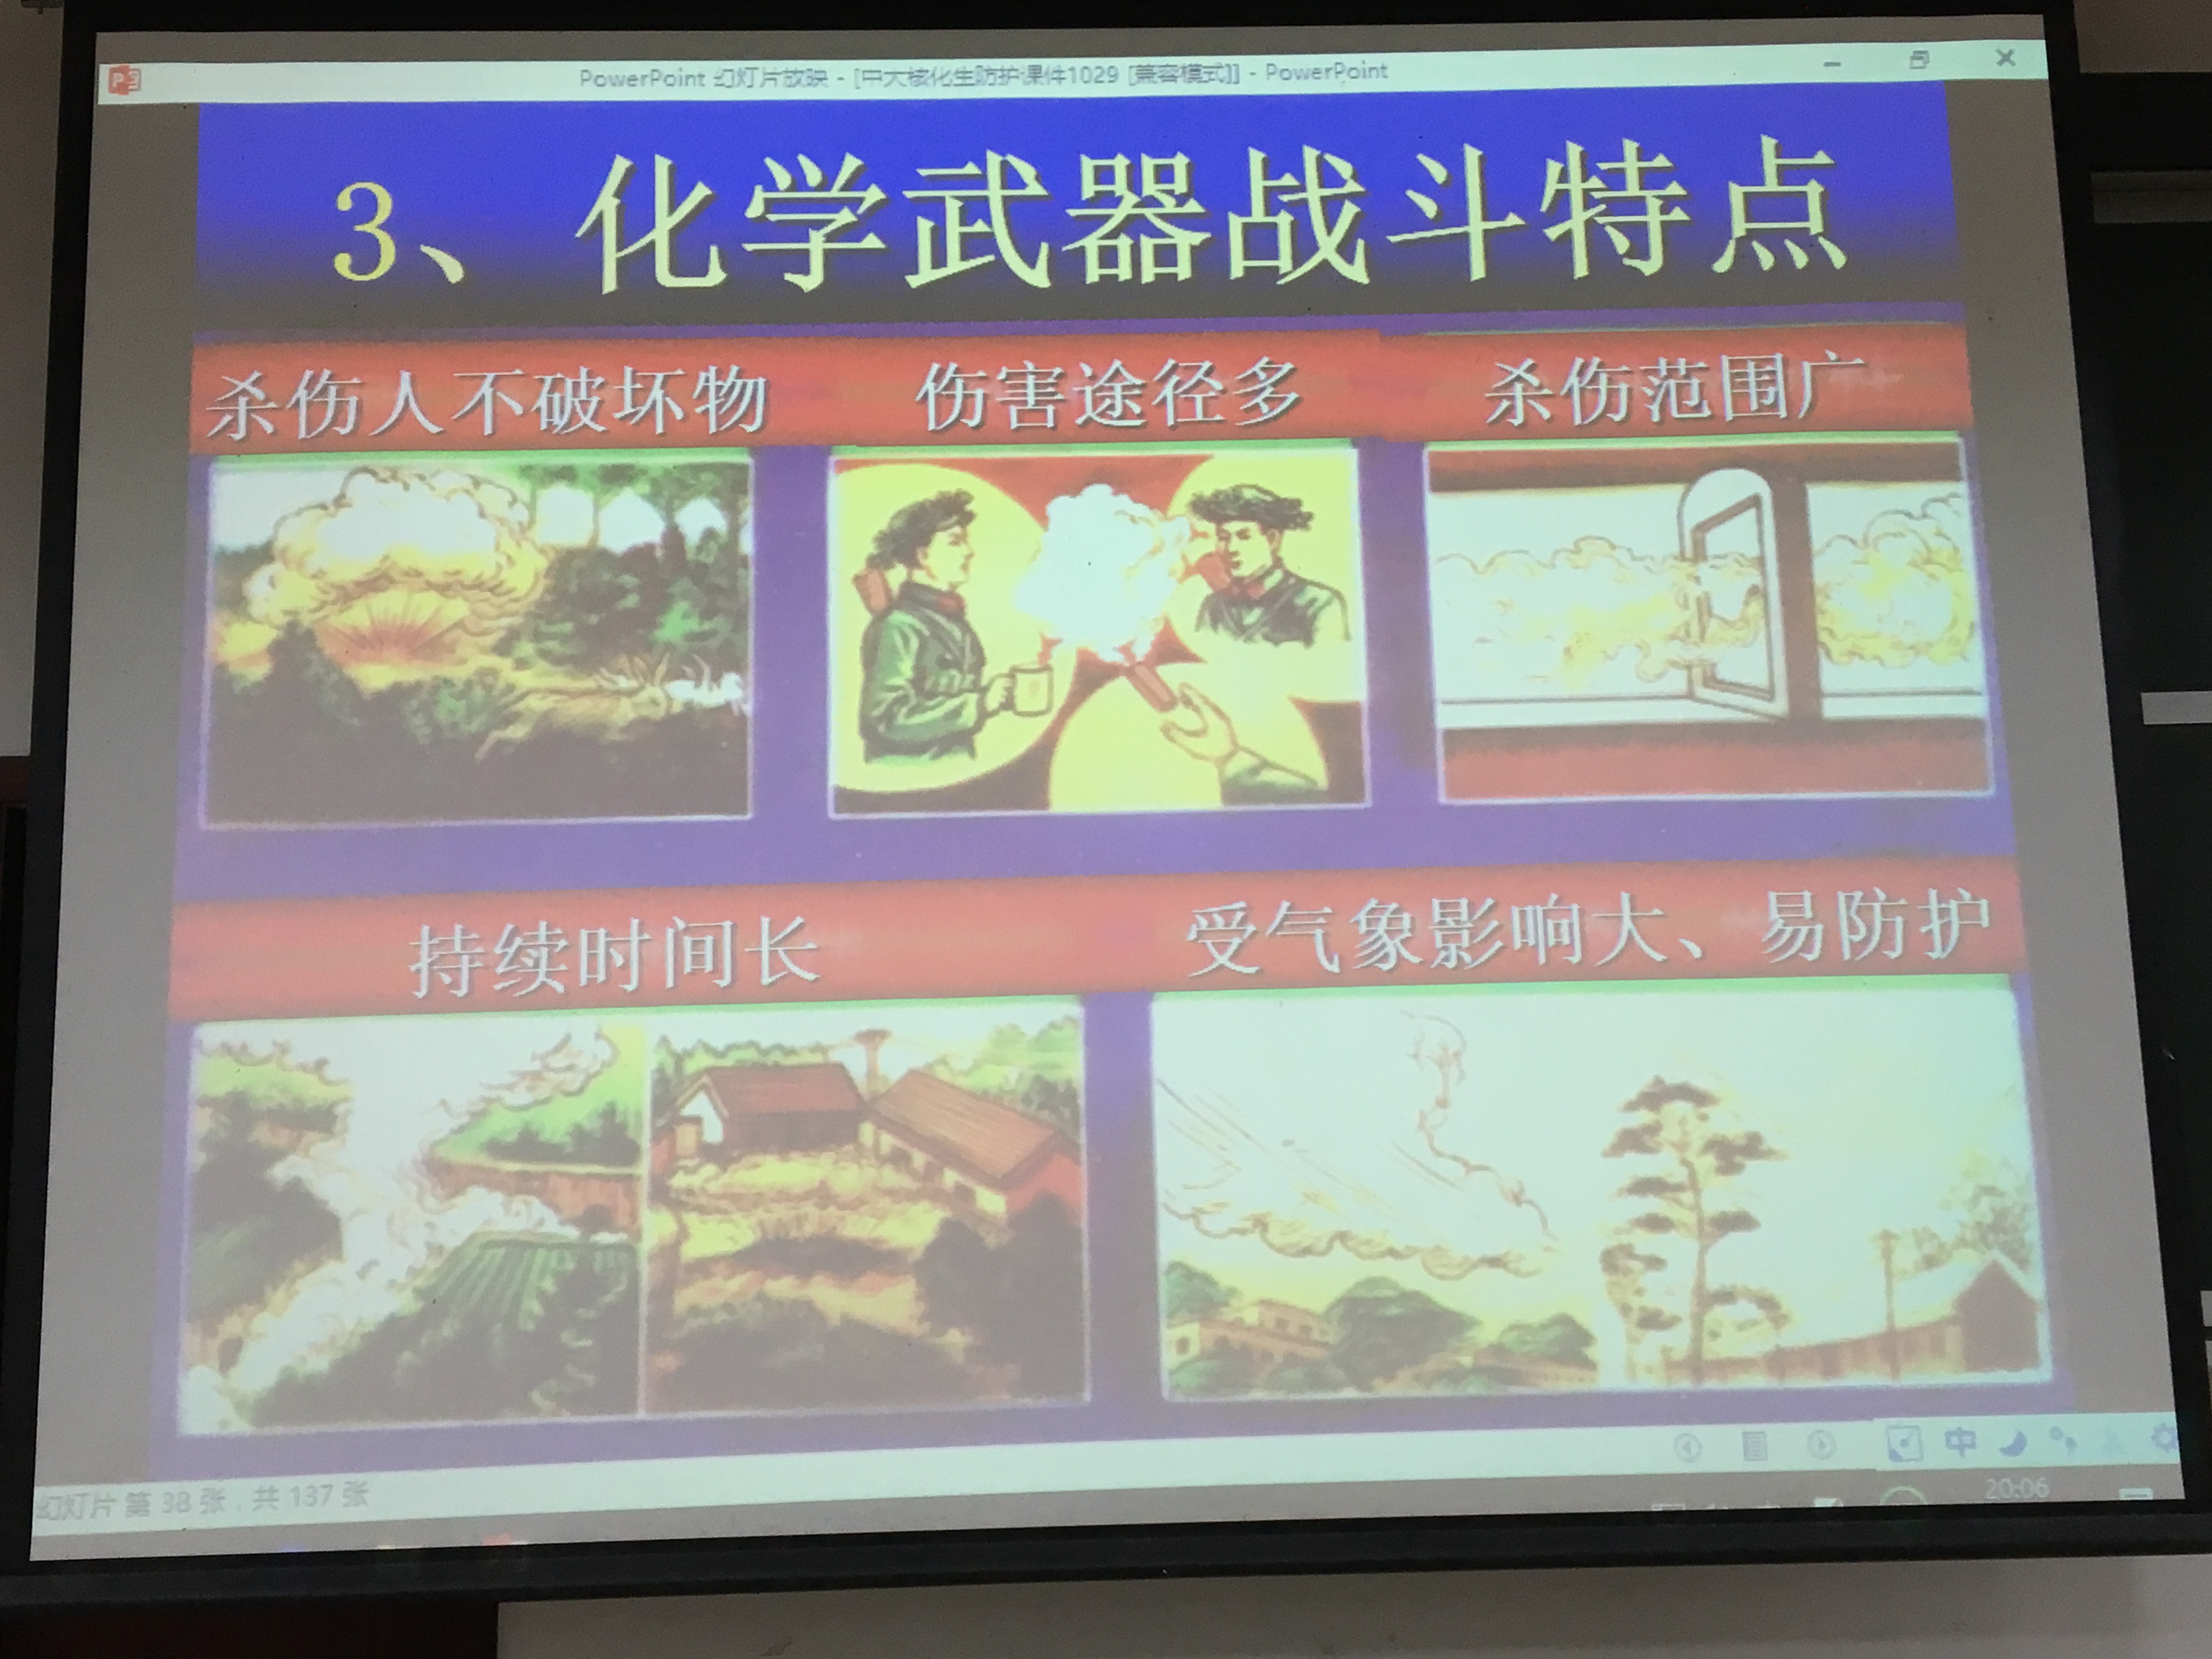 PowerPoint 幻灯片放映 - [中大核化生防护课件1029 [兼容模式]] - PowerPoint
3、化学武器战斗特点
杀伤人不破坏物 伤害途径多 杀伤范围广
持续时间长 受气象影响大、易防护
中
幻灯片 第 38 张，共 137 张
20:06